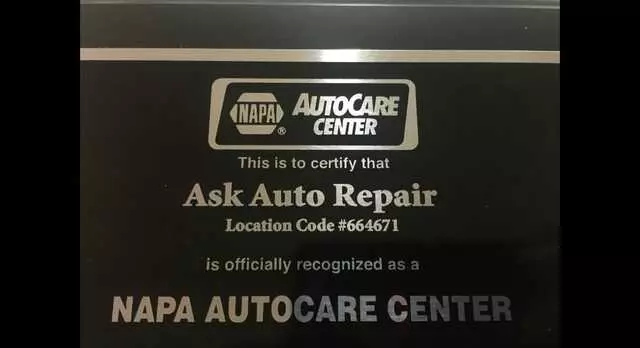 NAPA
®
AUTOCARE
CENTER
This is to certify that
Ask Auto Repair
Location Code #664671
is officially recognized as a
NAPA AUTOCARE CENTER